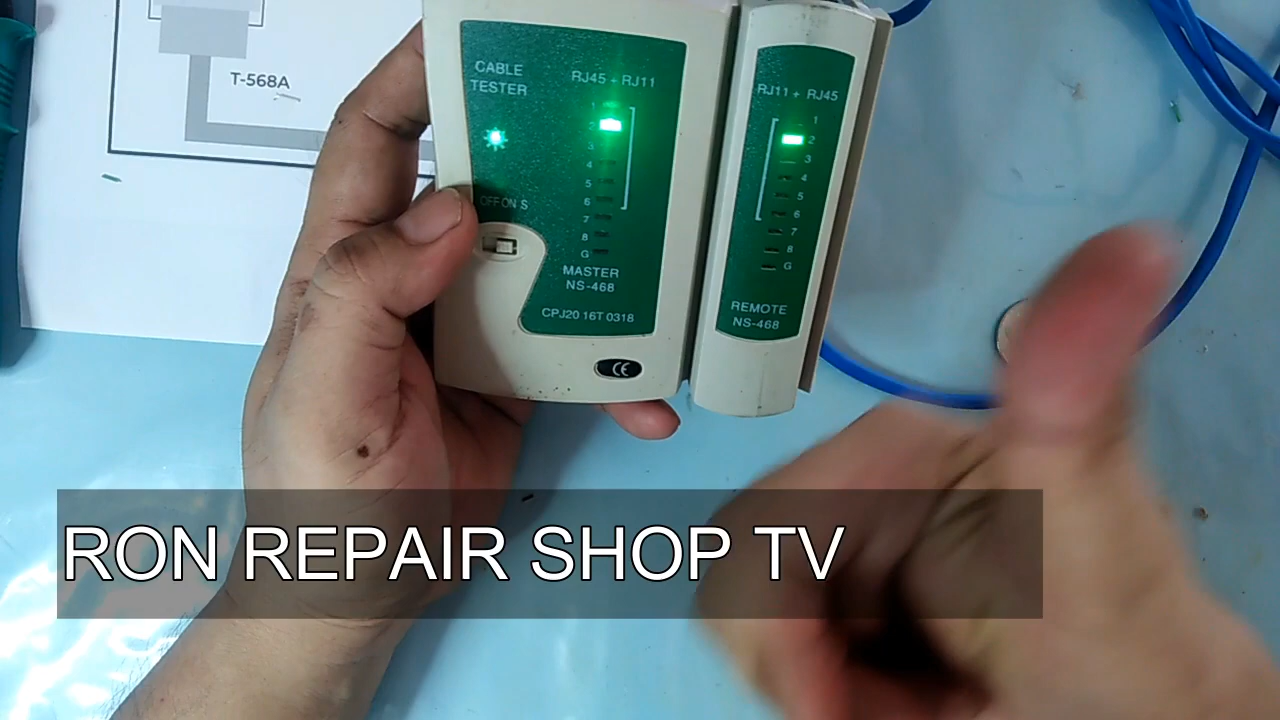 T-568A
CABLE
TESTER
RJ45 + RJ11
1
3
4
5
6
7
8
G
OFF ON S
MASTER
NS-468
CPJ20 16T 0318
CE
RJ11 + RJ45
1
2
3
4
5
6
7
8
G
REMOTE
NS-468
RON REPAIR SHOP TV